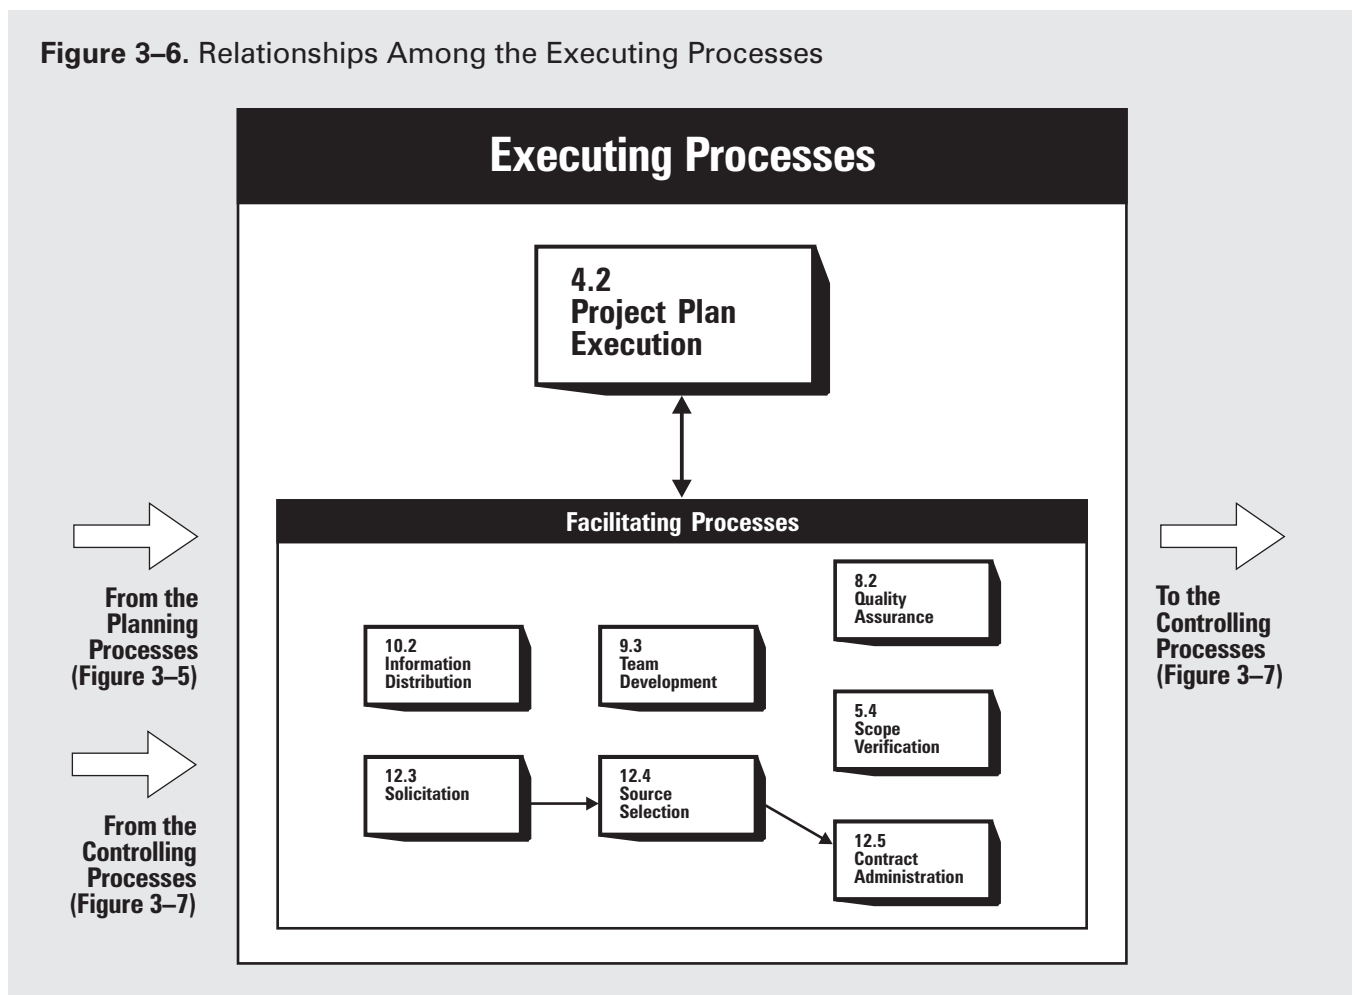 Figure 3–6. Relationships Among the Executing Processes
Executing Processes
4.2
Project Plan
Execution
Facilitating Processes
From the
Planning
Processes
(Figure 3–5)
From the
Controlling
Processes
(Figure 3–7)
10.2
Information
Distribution
9.3
Team
Development
8.2
Quality
Assurance
5.4
Scope
Verification
12.3
Solicitation
12.4
Source
Selection
12.5
Contract
Administration
To the
Controlling
Processes
(Figure 3–7)